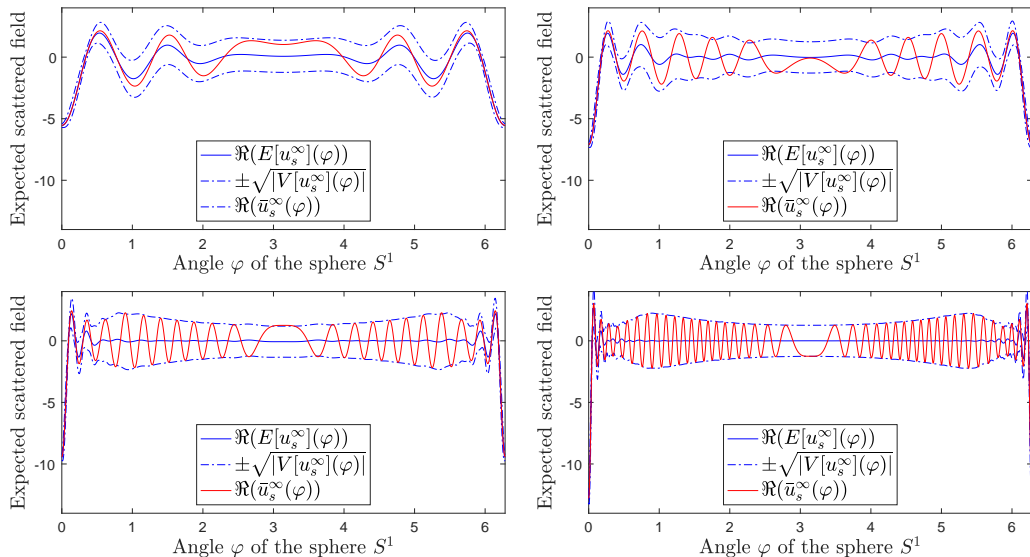 Expected scattered field
0
-5
-10
ℜ(E[u_s^∞](φ))
±√|V[u_s^∞](φ)|
ℜ(ū_s^∞(φ))
0 1 2 3 4 5 6
Angle φ of the sphere S^1
Expected scattered field
0
-5
-10
ℜ(E[u_s^∞](φ))
±√|V[u_s^∞](φ)|
ℜ(ū_s^∞(φ))
0 1 2 3 4 5 6
Angle φ of the sphere S^1
Expected scattered field
0
-5
-10
ℜ(E[u_s^∞](φ))
±√|V[u_s^∞](φ)|
ℜ(ū_s^∞(φ))
0 1 2 3 4 5 6
Angle φ of the sphere S^1
Expected scattered field
0
-5
-10
ℜ(E[u_s^∞](φ))
±√|V[u_s^∞](φ)|
ℜ(ū_s^∞(φ))
0 1 2 3 4 5 6
Angle φ of the sphere S^1